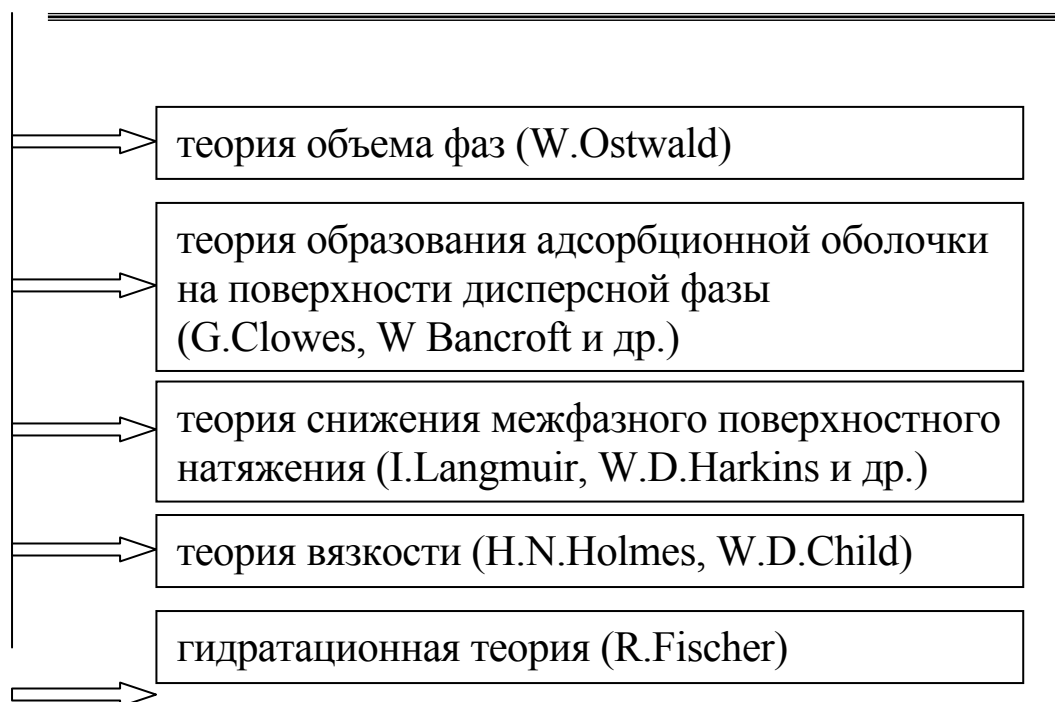 теория объема фаз (W.Ostwald)
теория образования адсорбционной оболочки
на поверхности дисперсной фазы
(G.Clowes, W Bancroft и др.)
теория снижения межфазного поверхностного
натяжения (I.Langmuir, W.D.Harkins и др.)
теория вязкости (H.N.Holmes, W.D.Child)
гидратационная теория (R.Fischer)